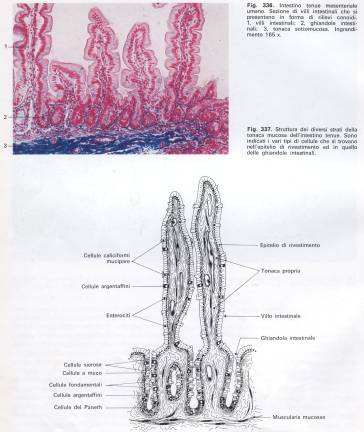 Fig. 336. Intestino tenue mesenteriale
umano. Sezione di villi intestinali che si
presentano in forma di rilievi conoidi.
1, villi intestinali; 2, ghiandole intesti-
nali; 3, tonaca sottomucosa. Ingrandi-
mento 165 x.
1
2
3
Fig. 337. Struttura dei diversi strati della
tonaca mucosa dell'intestino tenue. Sono
indicati i vari tipi di cellule che si trovano
nell'epitelio di rivestimento ed in quello
delle ghiandole intestinali.
Cellule caliciformi
mucipare
Cellule argentaffini
Enterociti
Cellule sierose
Cellule a muco
Cellule fondamentali
Cellule argentaffini
Cellule del Paneth
Epitelio di rivestimento
Tonaca propria
Villo intestinale
Ghiandola intestinale
Muscularis mucosae